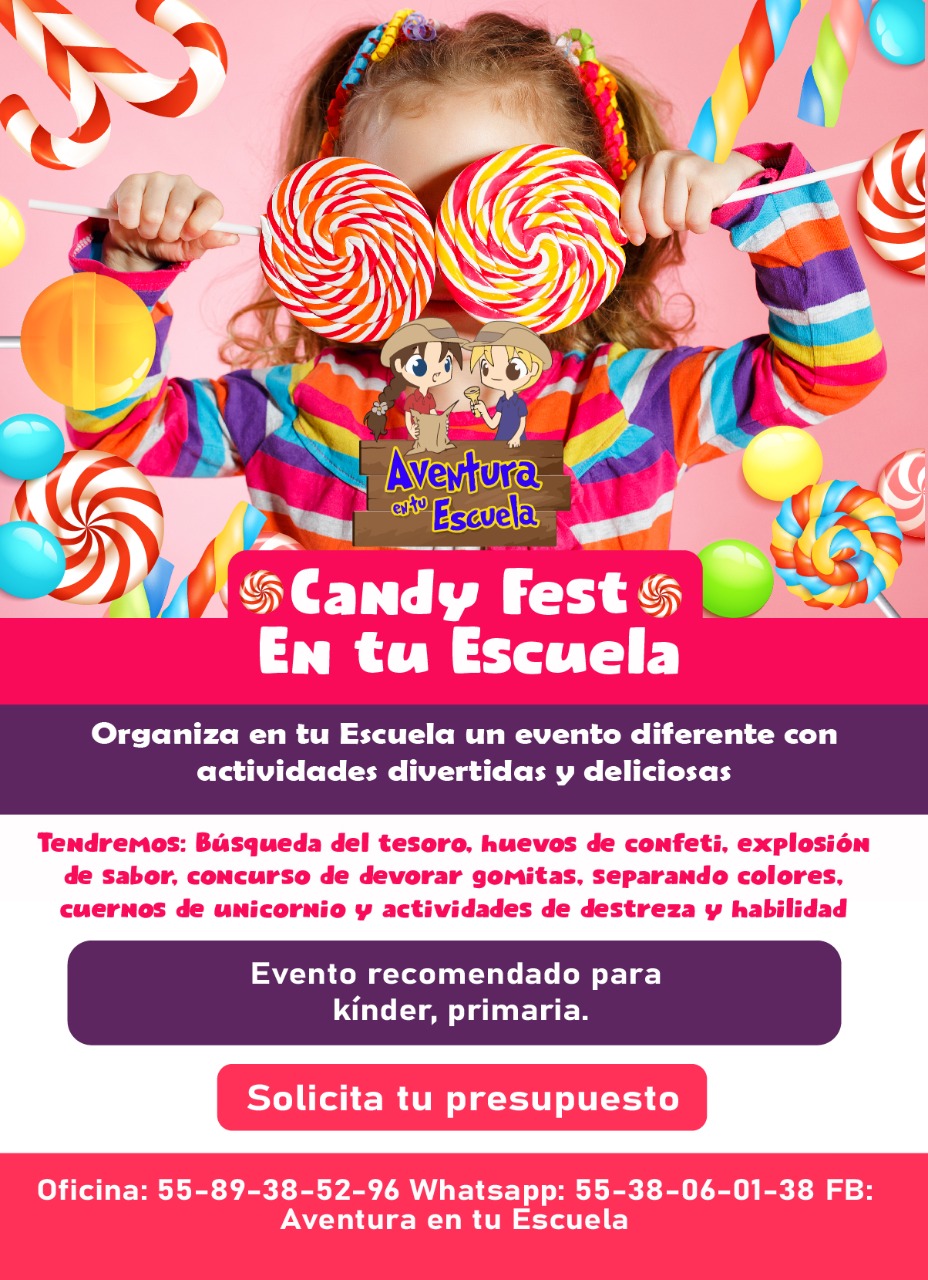 Aventura
en tu Escuela
Candy Fest
En tu Escuela
Organiza en tu Escuela un evento diferente con
actividades divertidas y deliciosas
Tendremos: Búsqueda del tesoro, huevos de confeti, explosión
de sabor, concurso de devorar gomitas, separando colores,
cuernos de unicornio y actividades de destreza y habilidad
Evento recomendado para
kínder, primaria.
Solicita tu presupuesto
Oficina: 55-89-38-52-96 Whatsapp: 55-38-06-01-38 FB:
Aventura en tu Escuela